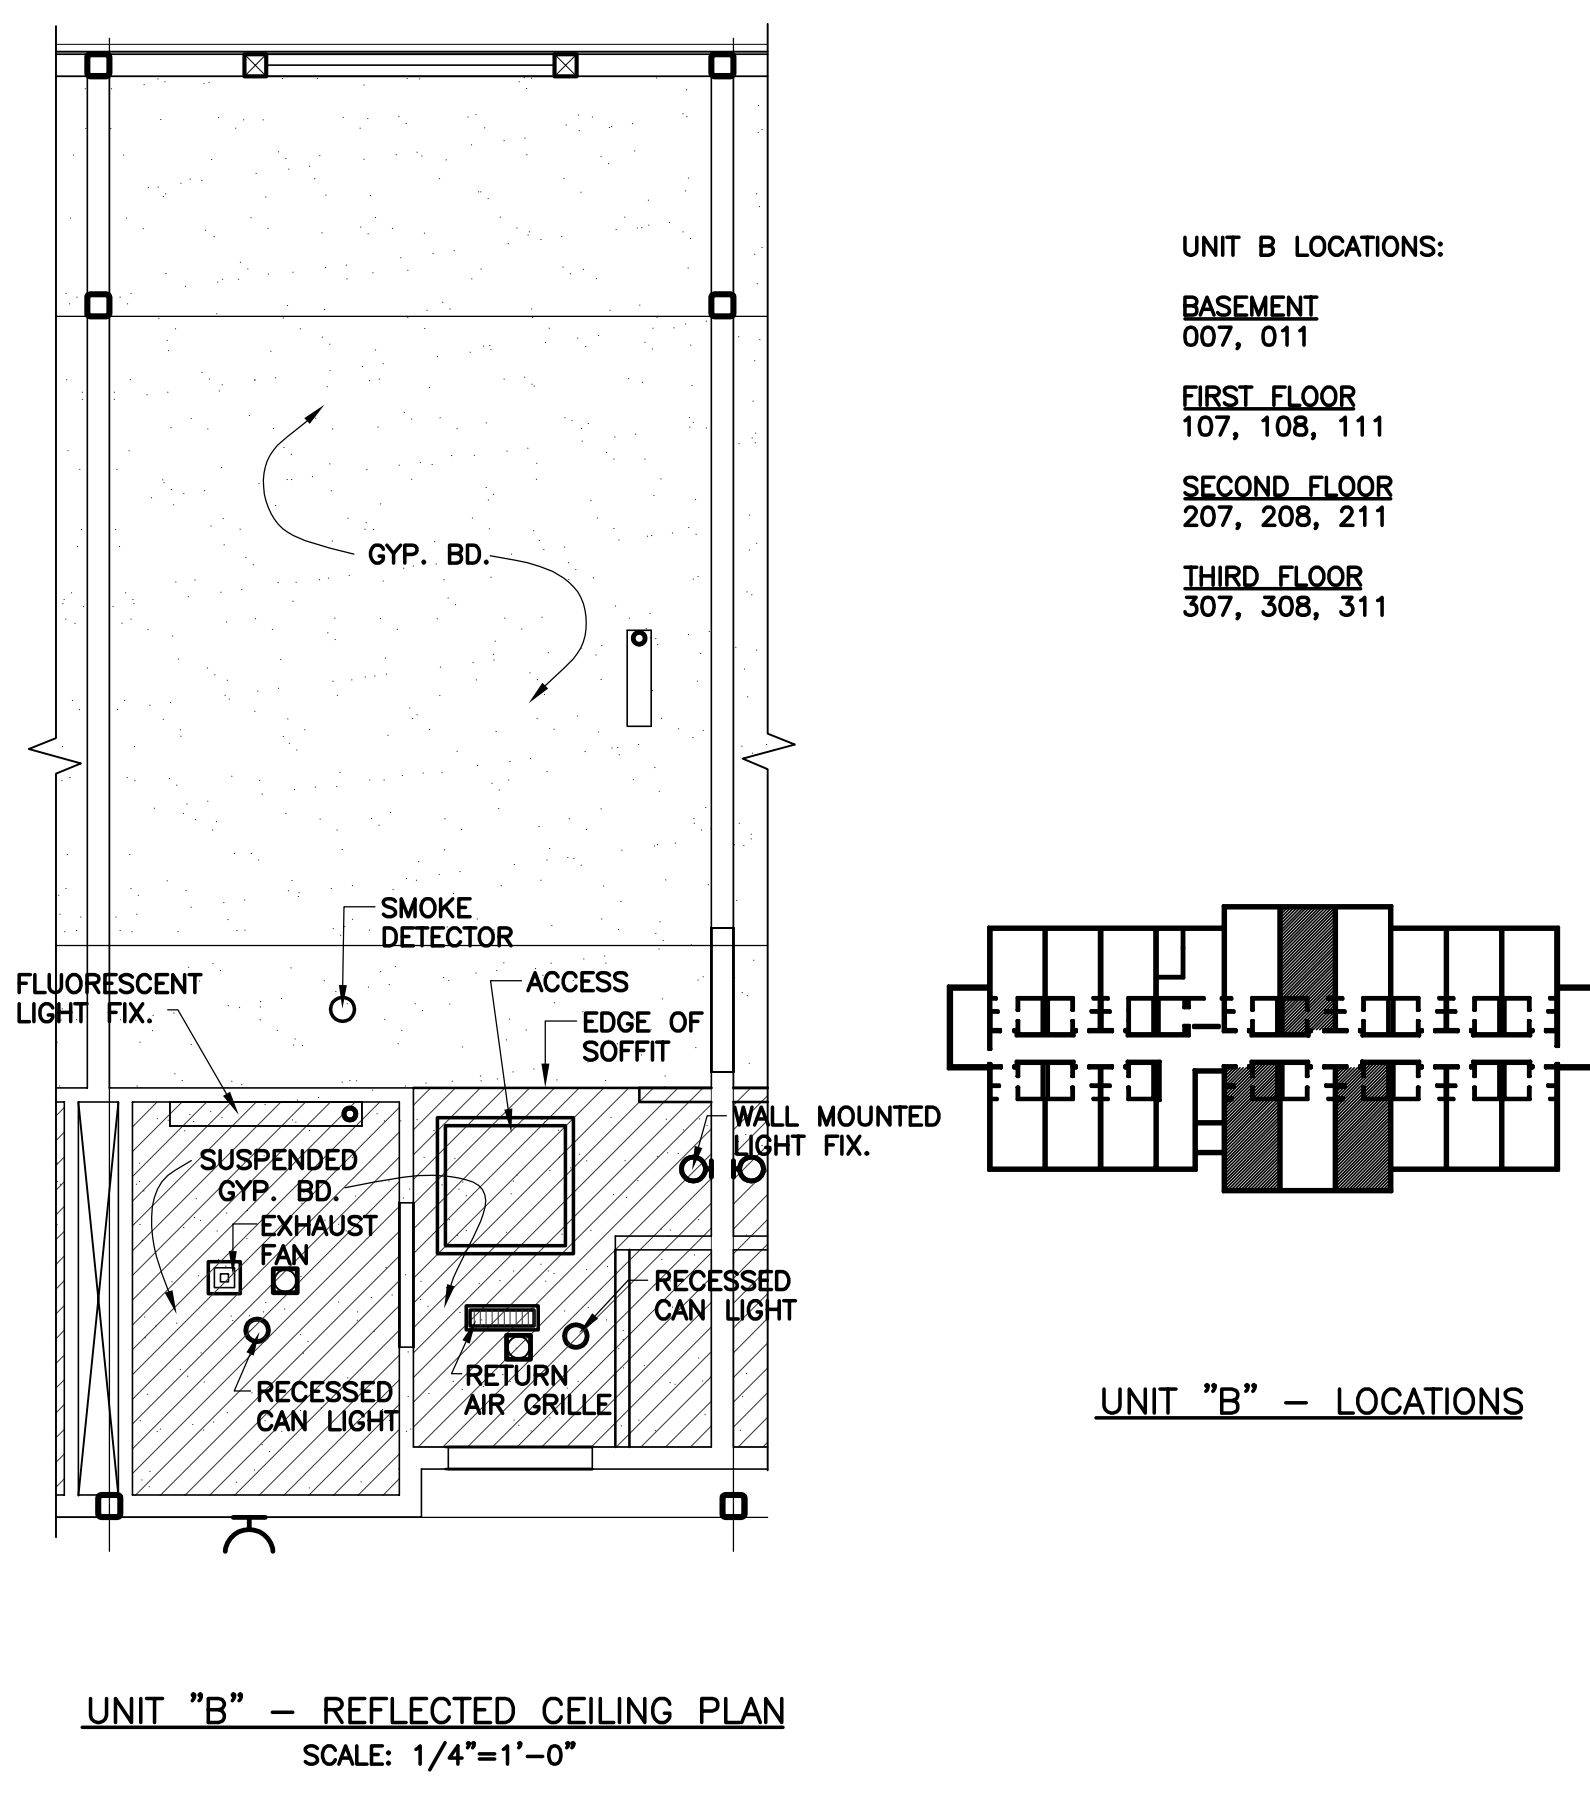 UNIT B LOCATIONS:
BASEMENT
007, 011
FIRST FLOOR
107, 108, 111
SECOND FLOOR
207, 208, 211
THIRD FLOOR
307, 308, 311
GYP. BD.
SMOKE
DETECTOR
FLUORESCENT
LIGHT FIX.
ACCESS
EDGE OF
SOFFIT
WALL MOUNTED
LIGHT FIX.
SUSPENDED
GYP. BD.
EXHAUST
FAN
RECESSED
CAN LIGHT
RETURN
AIR GRILLE
RECESSED
CAN LIGHT
UNIT "B" – LOCATIONS
UNIT "B" – REFLECTED CEILING PLAN
SCALE: 1/4"=1'-0"